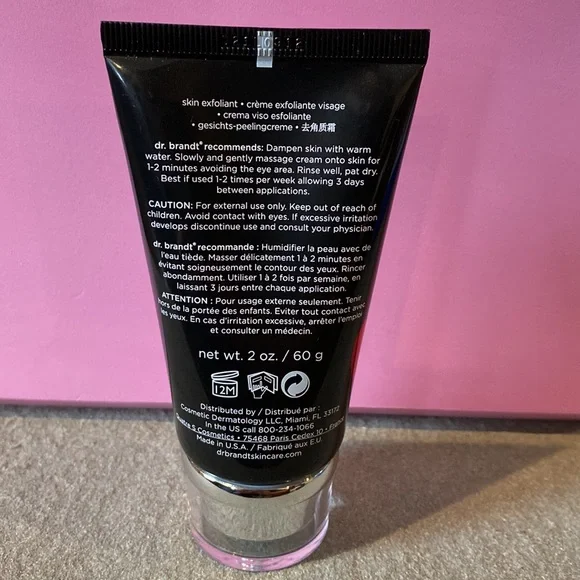 skin exfoliant • crème exfoliante visage
• crema viso esfoliante
• gesichts-peelingcreme • 去角质霜
dr. brandt® recommends: Dampen skin with warm
water. Slowly and gently massage cream onto skin for
1-2 minutes avoiding the eye area. Rinse well, pat dry.
Best if used 1-2 times per week allowing 3 days
between applications.
CAUTION: For external use only. Keep out of reach of
children. Avoid contact with eyes. If excessive irritation
develops discontinue use and consult your physician.
dr. brandt® recommande : Humidifier la peau avec de
l'eau tiède. Masser délicatement 1 à 2 minutes en
évitant soigneusement le contour des yeux. Rincer
abondamment. Utiliser 1 à 2 fois par semaine, en
laissant 3 jours entre chaque application.
ATTENTION : Pour usage externe seulement. Tenir
hors de la portée des enfants. Eviter tout contact avec
les yeux. En cas d'irritation excessive, arrêter l'emploi
et consulter un médecin.
net wt. 2 oz. / 60 g
12M
Distributed by / Distribué par :
Cosmetic Dermatology LLC, Miami, FL 33172
In the US call 800-234-1066
S Cosmetics • 75468 Paris Cedex 10 •
Made in U.S.A. / Fabriqué aux E.U.
drbrandtskincare.com